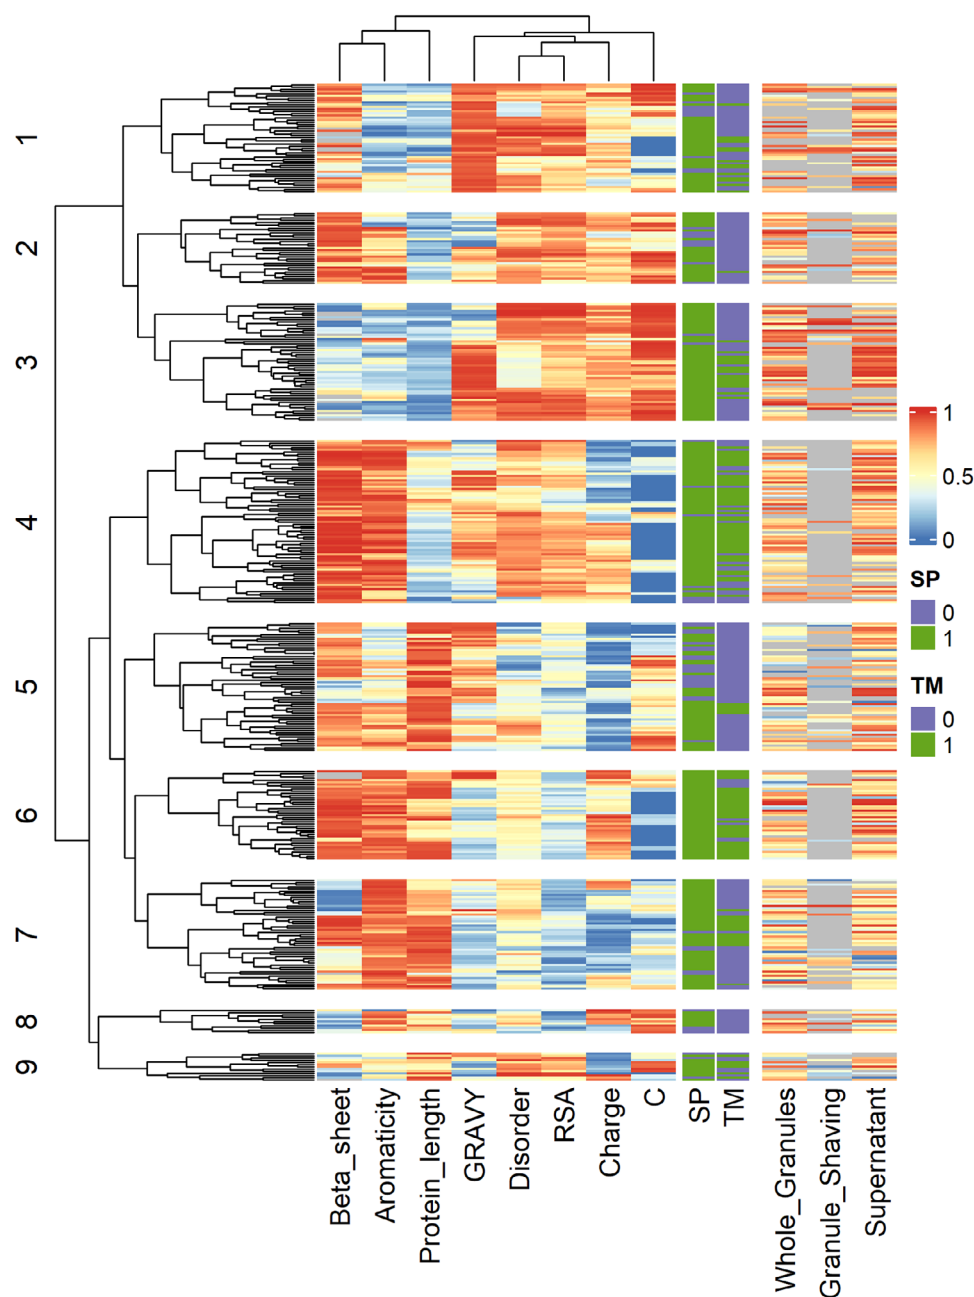 1
2
3
4
5
6
7
8
9
1
0.5
0
SP
0
1
TM
0
1
Beta_sheet
Aromaticity
Protein_length
GRAVY
Disorder
RSA
Charge
C
SP
TM
Whole_Granules
Granule_Shaving
Supernatant